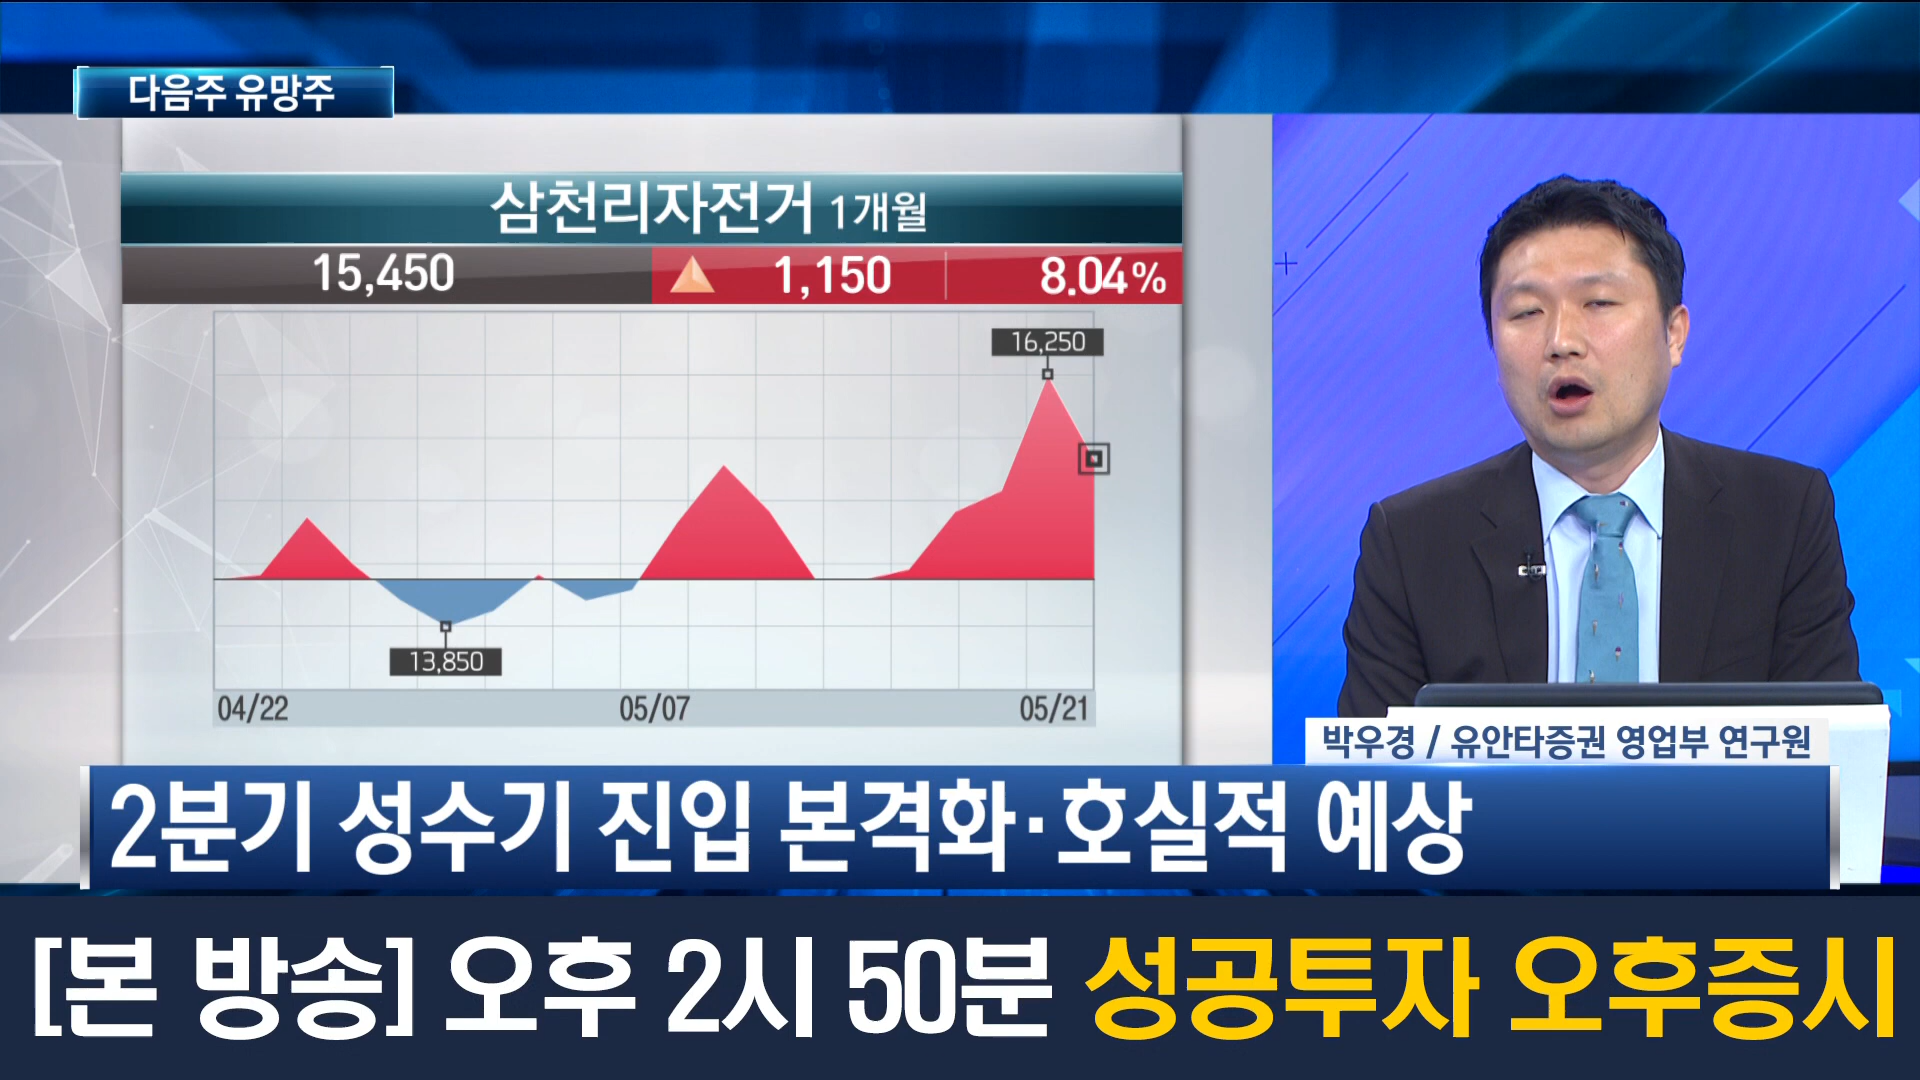 다음주 유망주
삼천리자전거 1개월
15,450 ▲ 1,150 8.04%
16,250
13,850
04/22 05/07 05/21
박우경 / 유안타증권 영업부 연구원
2분기 성수기 진입 본격화·호실적 예상
[본 방송] 오후 2시 50분 성공투자 오후증시